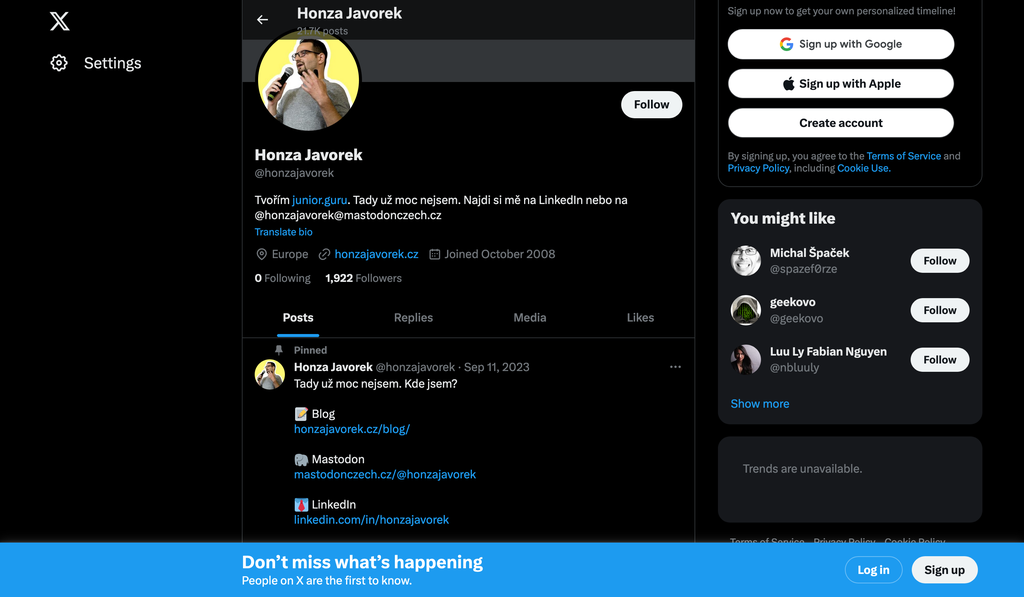 Settings
Honza Javorek
21.7K posts
Follow
Honza Javorek
@honzajavorek
Tvořím junior.guru. Tady už moc nejsem. Najdi si mě na LinkedIn nebo na
@honzajavorek@mastodonczech.cz
Translate bio
Europe honzajavorek.cz Joined October 2008
0 Following 1,922 Followers
Posts Replies Media Likes
Pinned
Honza Javorek @honzajavorek · Sep 11, 2023
Tady už moc nejsem. Kde jsem?
📝 Blog
honzajavorek.cz/blog/
🐘 Mastodon
mastodonczech.cz/@honzajavorek
👔 LinkedIn
linkedin.com/in/honzajavorek
Sign up now to get your own personalized timeline!
Sign up with Google
Sign up with Apple
Create account
By signing up, you agree to the Terms of Service and
Privacy Policy, including Cookie Use.
You might like
Michal Špaček
@spazef0rze
Follow
geekovo
@geekovo
Follow
Luu Ly Fabian Nguyen
@nbluuly
Follow
Show more
Trends are unavailable.
Terms of Service Privacy Policy Cookie Policy
Don’t miss what’s happening
People on X are the first to know.
Log in
Sign up